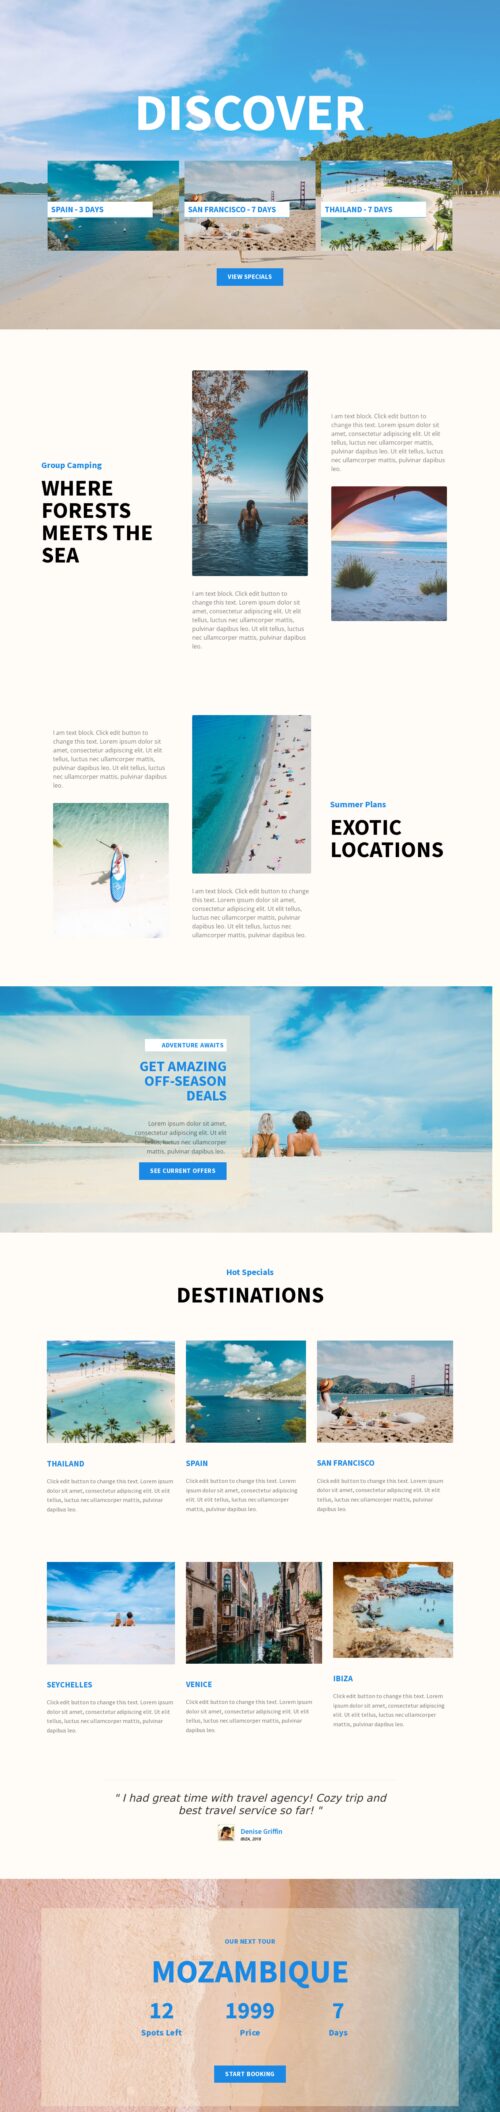 DISCOVER
SPAIN - 3 DAYS
SAN FRANCISCO - 7 DAYS
THAILAND - 7 DAYS
VIEW SPECIALS
Group Camping
WHERE
FORESTS
MEETS THE
SEA
I am text block. Click edit button to
change this text. Lorem ipsum dolor
sit amet, consectetur adipiscing elit.
Ut elit tellus, luctus nec ullamcorper
mattis, pulvinar dapibus leo.
I am text block. Click edit button to
change this text. Lorem ipsum dolor sit
amet, consectetur adipiscing elit. Ut elit
tellus, luctus nec ullamcorper mattis,
pulvinar dapibus leo. Ut elit tellus, luctus
nec ullamcorper mattis, pulvinar dapibus
leo.
I am text block. Click edit button to
change this text. Lorem ipsum dolor sit
amet, consectetur adipiscing elit. Ut elit
tellus, luctus nec ullamcorper mattis,
pulvinar dapibus leo. Ut elit tellus, luctus
nec ullamcorper mattis, pulvinar dapibus
leo.
I am text block. Click edit button to change
this text. Lorem ipsum dolor sit amet,
consectetur adipiscing elit. Ut elit tellus,
luctus nec ullamcorper mattis, pulvinar
dapibus leo. Ut elit tellus, luctus nec
ullamcorper mattis, pulvinar dapibus leo.
Summer Plans
EXOTIC
LOCATIONS
ADVENTURE AWAITS
GET AMAZING
OFF-SEASON
DEALS
Lorem ipsum dolor sit amet,
consectetur adipiscing elit. Ut elit
tellus, luctus nec ullamcorper
mattis, pulvinar dapibus leo.
SEE CURRENT OFFERS
Hot Specials
DESTINATIONS
THAILAND
Click edit button to change this text. Lorem ipsum
dolor sit amet, consectetur adipiscing elit. Ut elit
tellus, luctus nec ullamcorper mattis, pulvinar
dapibus leo.
SPAIN
Click edit button to change this text. Lorem
ipsum dolor sit amet, consectetur adipiscing
elit. Ut elit tellus, luctus nec ullamcorper
mattis, pulvinar dapibus leo.
SAN FRANCISCO
Click edit button to change this text. Lorem ipsum
dolor sit amet, consectetur adipiscing elit. Ut elit
tellus, luctus nec ullamcorper mattis, pulvinar
dapibus leo.
SEYCHELLES
Click edit button to change this text. Lorem ipsum
dolor sit amet, consectetur adipiscing elit. Ut elit
tellus, luctus nec ullamcorper mattis, pulvinar
dapibus leo.
VENICE
Click edit button to change this text. Lorem ipsum
dolor sit amet, consectetur adipiscing elit. Ut elit
tellus, luctus nec ullamcorper mattis, pulvinar
dapibus leo.
IBIZA
Click edit button to change this text. Lorem
ipsum dolor sit amet, consectetur adipiscing
elit. Ut elit tellus, luctus nec ullamcorper
mattis, pulvinar dapibus leo.
" I had great time with travel agency! Cozy trip and
best travel service so far! "
Denise Griffin
IBIZA, 2018
OUR NEXT TOUR
MOZAMBIQUE
12
Spots Left
1999
Price
7
Days
START BOOKING